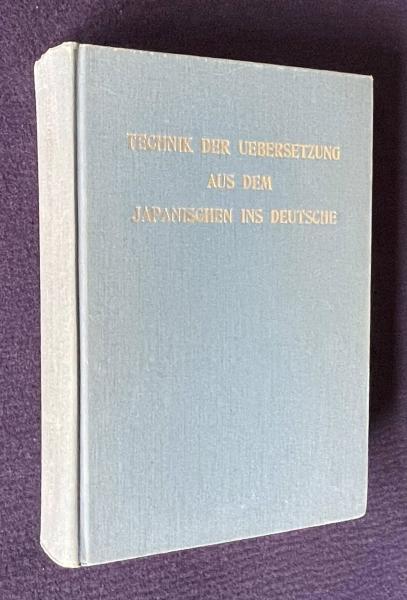 TECHNIK DER UEBERSETZUNG
AUS DEM
JAPANISCHEN INS DEUTSCHE